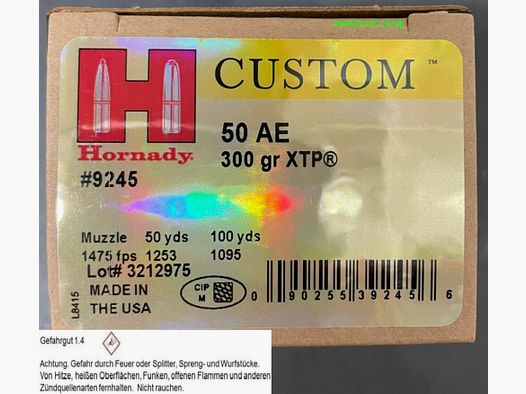 CUSTOM™
Hornady
50 AE
300 gr XTP®
#9245
Muzzle 50 yds 100 yds
1475 fps 1253 1095
Lot# 3212975
MADE IN
THE USA
CIP
M
0 90255 39245 6
L8415
Gefahrgut 1.4
Achtung. Gefahr durch Feuer oder Splitter, Spreng- und Wurfstücke.
Von Hitze, heißen Oberflächen, Funken, offenen Flammen und anderen
Zündquellenarten fernhalten. Nicht rauchen.